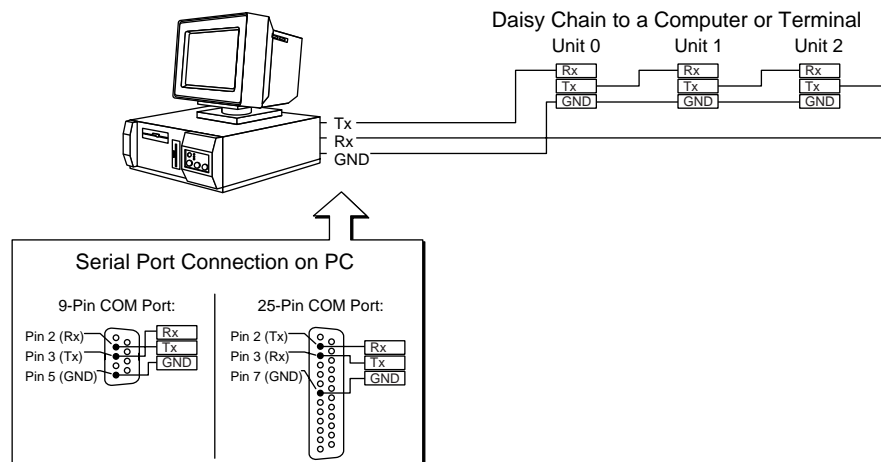 Daisy Chain to a Computer or Terminal
Unit 0 Unit 1 Unit 2
Rx Rx Rx
Tx Tx Tx
GND GND GND
Tx
Rx
GND
Serial Port Connection on PC
9-Pin COM Port:
Pin 2 (Rx)
Pin 3 (Tx)
Pin 5 (GND)
Rx
Tx
GND
25-Pin COM Port:
Pin 2 (Tx)
Pin 3 (Rx)
Pin 7 (GND)
Rx
Tx
GND